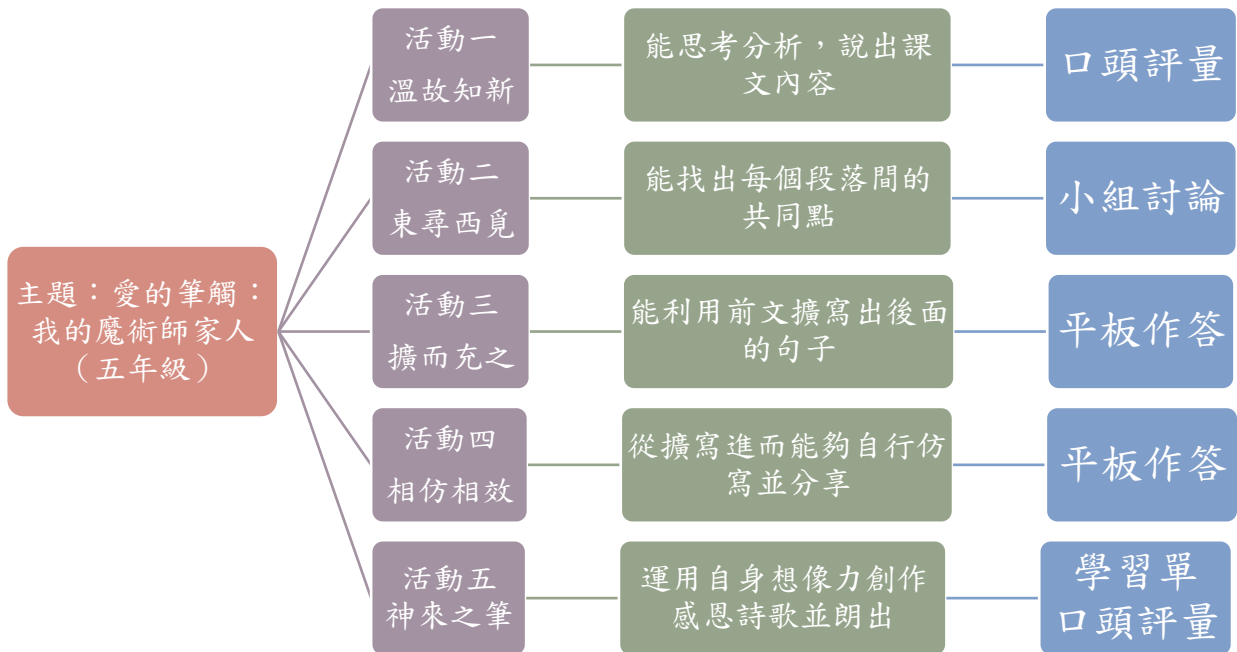 主題：愛的筆觸：
我的魔術師家人
（五年級）
活動一
溫故知新
能思考分析，說出課
文內容
口頭評量
活動二
東尋西覓
能找出每個段落間的
共同點
小組討論
活動三
擴而充之
能利用前文擴寫出後面
的句子
平板作答
活動四
相仿相效
從擴寫進而能夠自行仿
寫並分享
平板作答
活動五
神來之筆
運用自身想像力創作
感恩詩歌並朗出
學習單
口頭評量